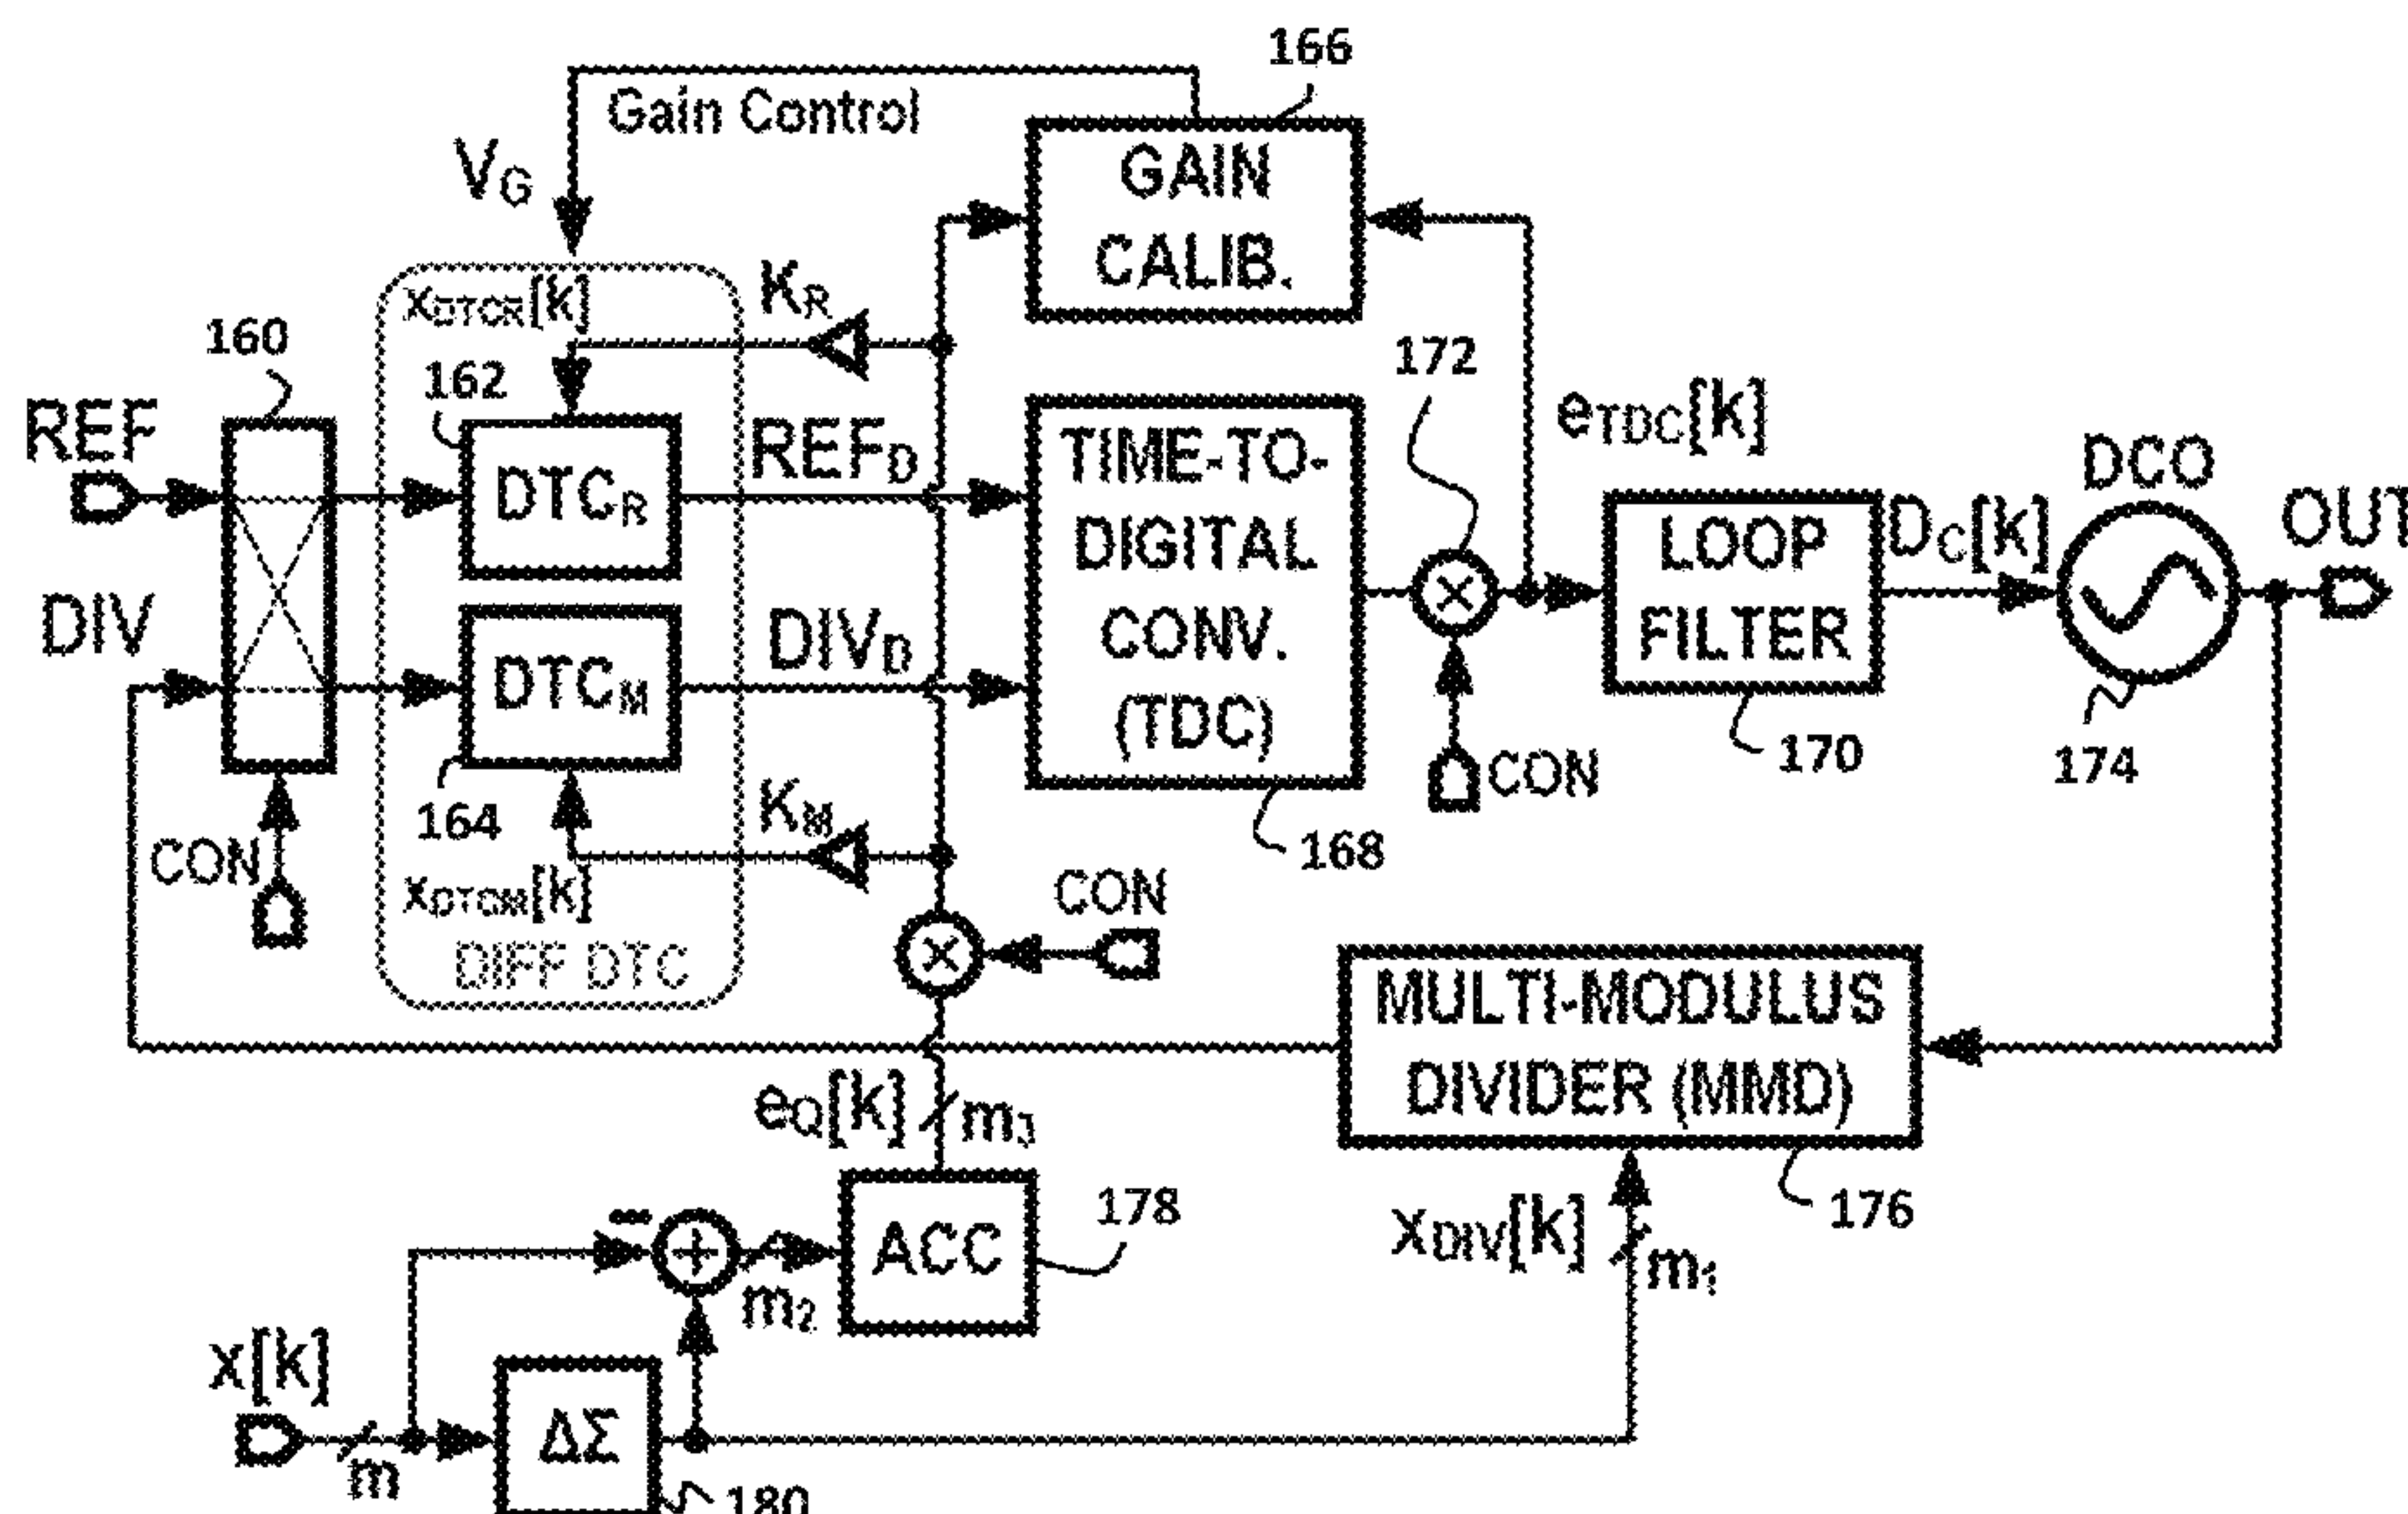 166
Gain Control
VG
GAIN
CALIB.
xDTCR[k]
KR
160
162
172
REF
DTCR
REFD
TIME-TO-
DIGITAL
CONV.
(TDC)
eTDC[k]
DCO
OUT
LOOP
FILTER
DC[k]
DIV
DTCM
DIVD
170
174
CON
164
KM
168
CON
xDTCM[k]
DIFF DTC
CON
MULTI-MODULUS
DIVIDER (MMD)
eQ[k]
m3
178
176
ACC
xDIV[k]
m1
m2
x[k]
m
ΔΣ
180